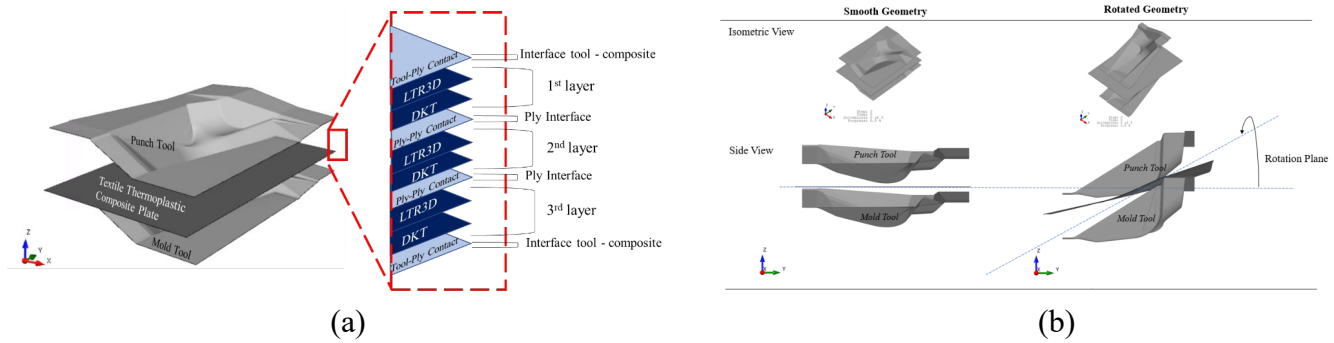 Punch Tool
Textile Thermoplastic
Composite Plate
Mold Tool
Z
Y
X
Tool-Ply Contact
LTR3D
DKT
Ply-Ply Contact
LTR3D
DKT
Ply-Ply Contact
LTR3D
DKT
Tool-Ply Contact
Interface tool - composite
1st layer
Ply Interface
2nd layer
Ply Interface
3rd layer
Interface tool - composite
(a)
Smooth Geometry
Rotated Geometry
Isometric View
Side View
Punch Tool
Mold Tool
Z
Y
X
Punch Tool
Mold Tool
Z
Y
X
Rotation Plane
(b)